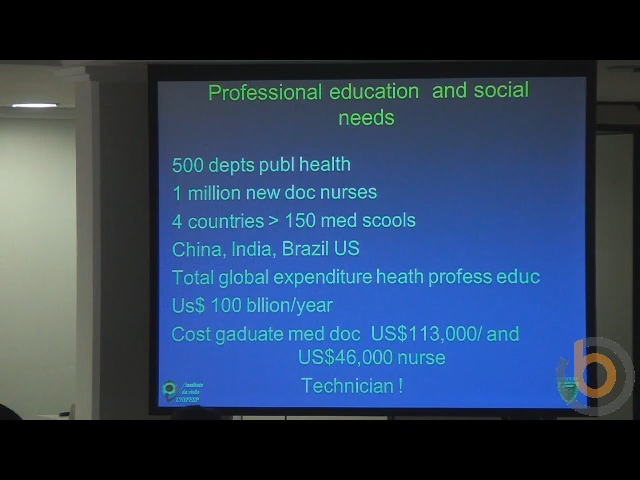 Professional education and social
needs
500 depts publ health
1 million new doc nurses
4 countries > 150 med scools
China, India, Brazil US
Total global expenditure heath profess educ
Us$ 100 bllion/year
Cost gaduate med doc US$113,000/ and
US$46,000 nurse
Technician !
b